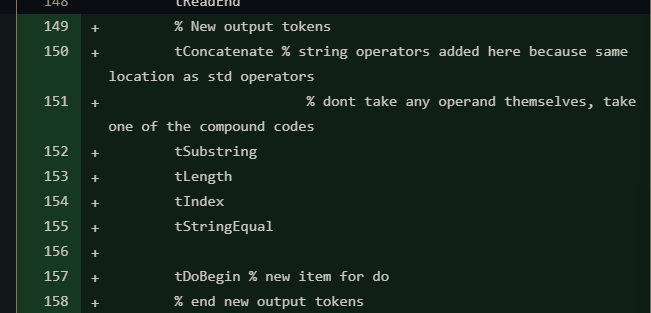 148 tReadEnd
149 + % New output tokens
150 + tConcatenate % string operators added here because same
location as std operators
151 + % dont take any operand themselves, take
one of the compound codes
152 + tSubstring
153 + tLength
154 + tIndex
155 + tStringEqual
156 +
157 + tDoBegin % new item for do
158 + % end new output tokens